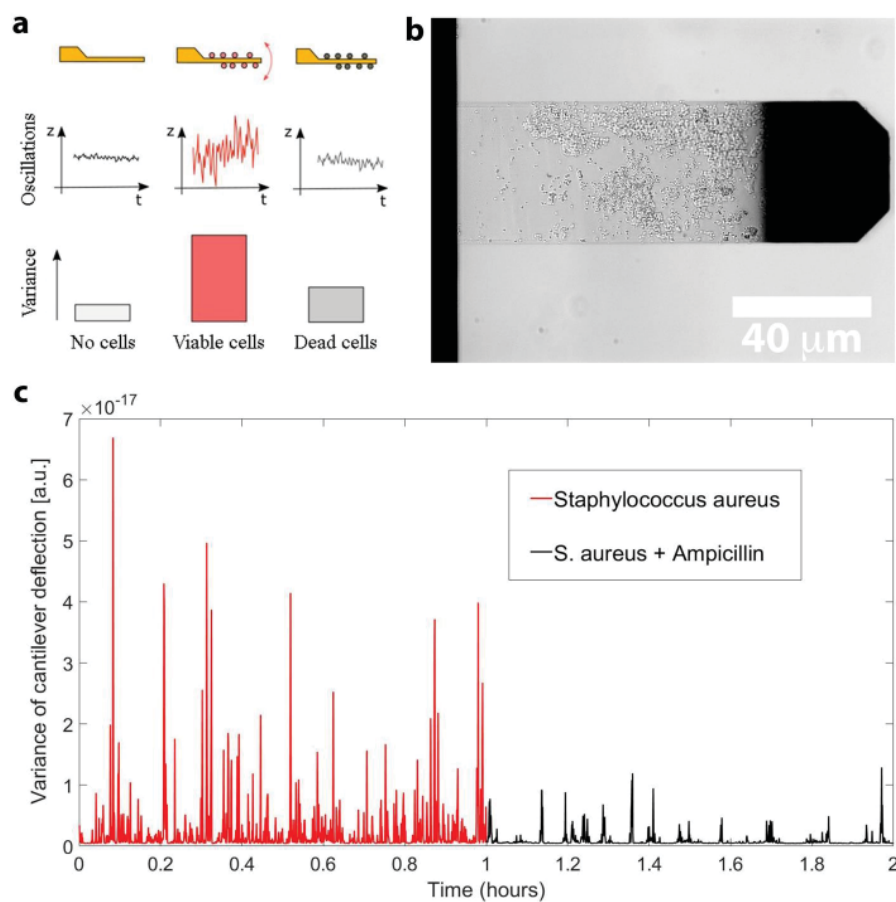 a
Oscillations
z
t
z
t
z
t
Variance
No cells
Viable cells
Dead cells
b
40 μm
c
×10⁻¹⁷
Variance of cantilever deflection [a.u.]
7
6
5
4
3
2
1
0
Staphylococcus aureus
S. aureus + Ampicillin
0 0.2 0.4 0.6 0.8 1 1.2 1.4 1.6 1.8 2
Time (hours)